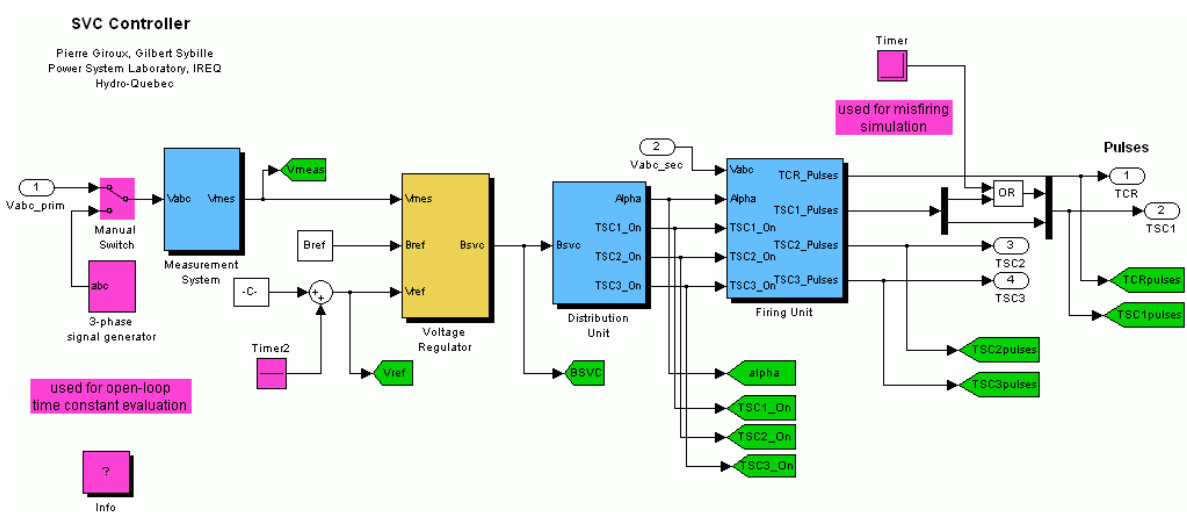 SVC Controller
Pierre Giroux, Gilbert Sybille
Power System Laboratory, IREQ
Hydro-Quebec
Timer
used for misfiring
simulation
Pulses
1
Vabc_prim
Manual
Switch
abc
3-phase
signal generator
Vabc
Vmes
Measurement
System
Vmeas
Bref
-C-
+
+
Timer2
Vref
Vmes
Bref
Vref
Bsvc
Voltage
Regulator
BSVC
Bsvc
Alpha
TSC1_On
TSC2_On
TSC3_On
Distribution
Unit
2
Vabc_sec
Vabc
Alpha
TSC1_On
TSC2_On
TSC3_On
TCR_Pulses
TSC1_Pulses
TSC2_Pulses
TSC3_Pulses
Firing Unit
OR
1
TCR
2
TSC1
3
TSC2
4
TSC3
TCRpulses
TSC1pulses
TSC2pulses
TSC3pulses
alpha
TSC1_On
TSC2_On
TSC3_On
used for open-loop
time constant evaluation
?
Info